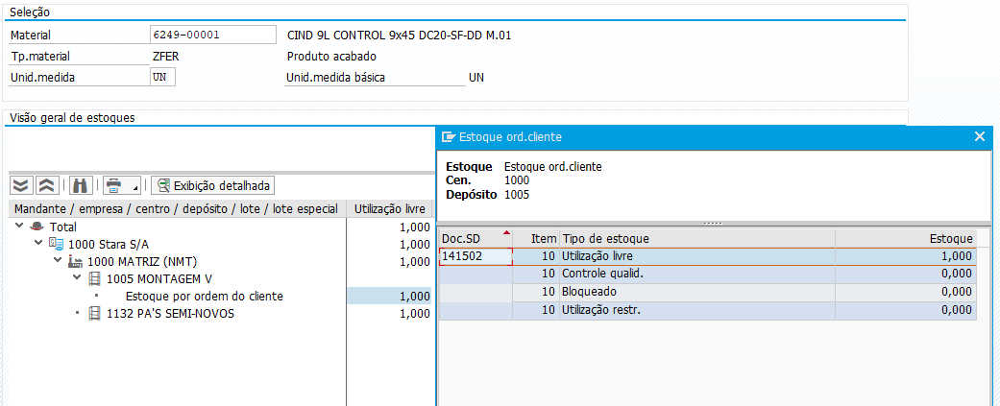 Seleção
Material 6249-00001 CIND 9L CONTROL 9x45 DC20-SF-DD M.01
Tp.material ZFER Produto acabado
Unid.medida UN Unid.medida básica UN
Visão geral de estoques
Exibição detalhada
Mandante / empresa / centro / depósito / lote / lote especial Utilização livre
Total 1,000
1000 Stara S/A 1,000
1000 MATRIZ (NMT) 1,000
1005 MONTAGEM V
Estoque por ordem do cliente 1,000
1132 PA'S SEMI-NOVOS 1,000
Estoque ord.cliente
Estoque Estoque ord.cliente
Cen. 1000
Depósito 1005
Doc.SD Item Tipo de estoque Estoque
141502 10 Utilização livre 1,000
10 Controle qualid. 0,000
10 Bloqueado 0,000
10 Utilização restr. 0,000